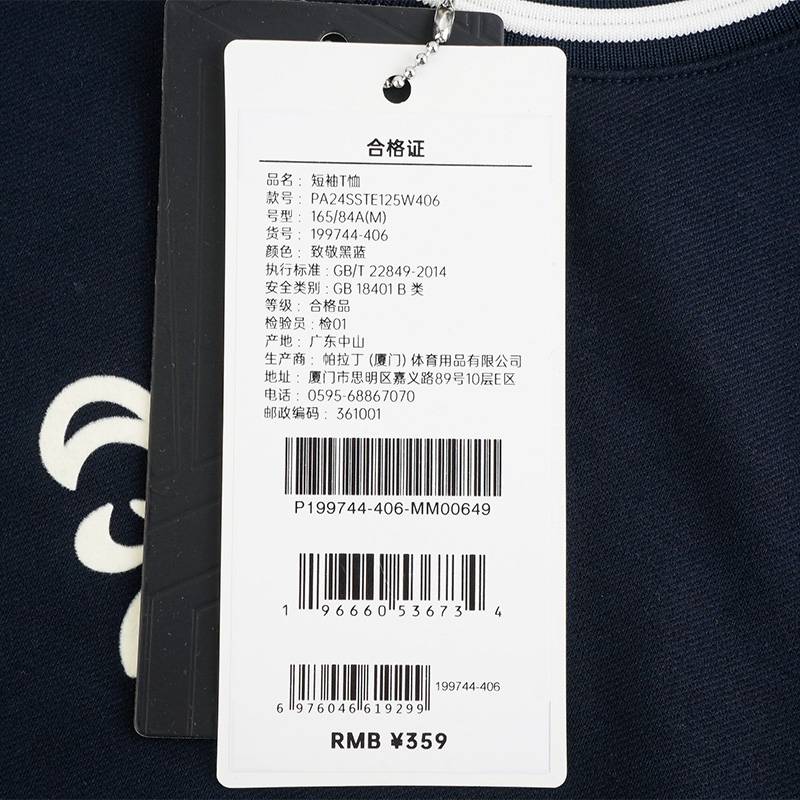 合格证
品名: 短袖T恤
款号: PA24SSTE125W406
号型: 165/84A(M)
货号: 199744-406
颜色: 致敬黑蓝
执行标准: GB/T 22849-2014
安全类别: GB 18401 B 类
等级: 合格品
检验员: 检01
产地: 广东中山
生产商: 帕拉丁 (厦门) 体育用品有限公司
地址: 厦门市思明区嘉义路89号10层E区
电话: 0595-68867070
邮政编码: 361001
P199744-406-MM00649
1 96660 53673 4
199744-406
6 976046 619299
RMB ¥359